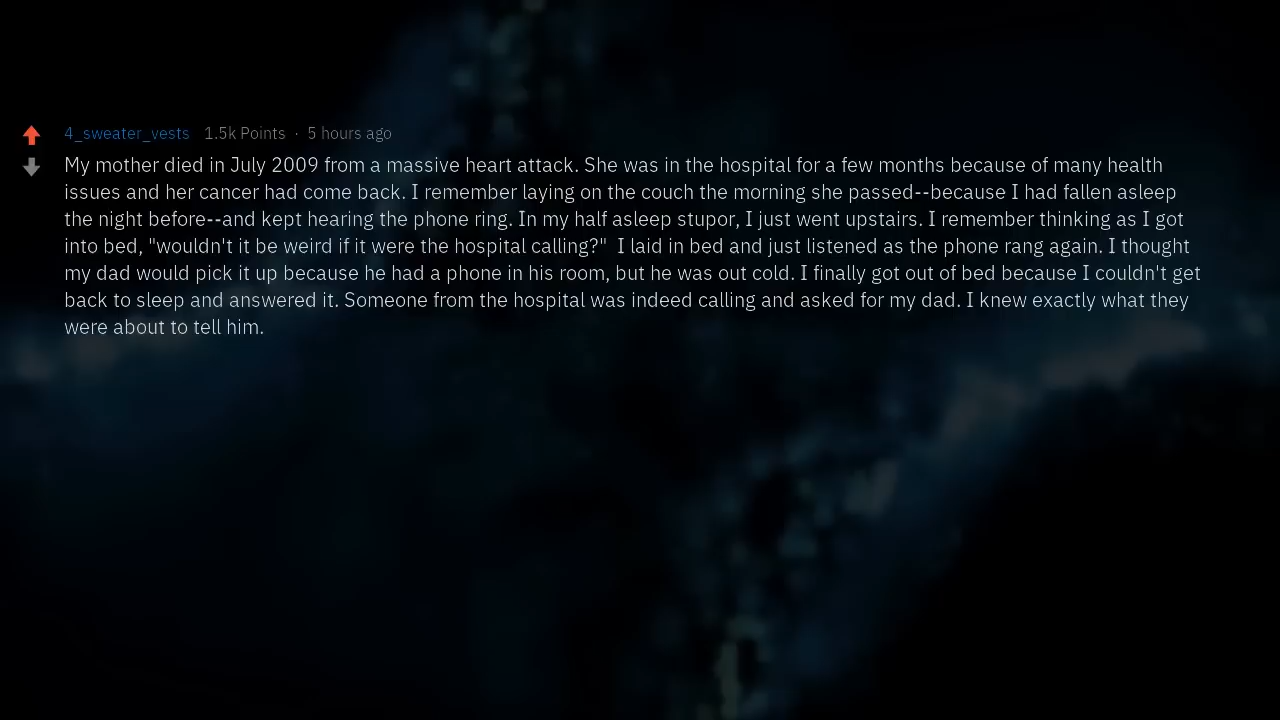 4_sweater_vests 1.5k Points · 5 hours ago
My mother died in July 2009 from a massive heart attack. She was in the hospital for a few months because of many health
issues and her cancer had come back. I remember laying on the couch the morning she passed--because I had fallen asleep
the night before--and kept hearing the phone ring. In my half asleep stupor, I just went upstairs. I remember thinking as I got
into bed, "wouldn't it be weird if it were the hospital calling?"  I laid in bed and just listened as the phone rang again. I thought
my dad would pick it up because he had a phone in his room, but he was out cold. I finally got out of bed because I couldn't get
back to sleep and answered it. Someone from the hospital was indeed calling and asked for my dad. I knew exactly what they
were about to tell him.